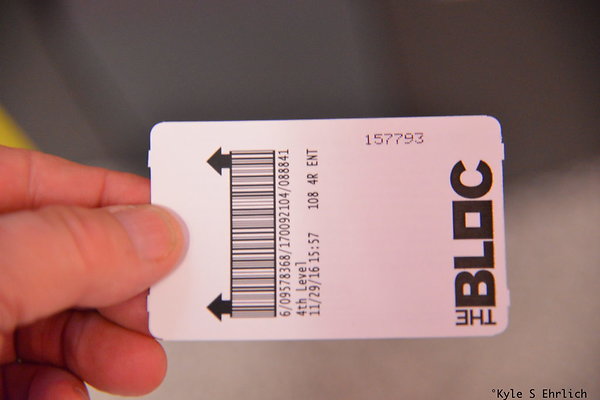 157793
6/09578368/170092104/088841
4th Level
11/29/16 15:57 108 4R ENT
THE BLOC
°Kyle S Ehrlich